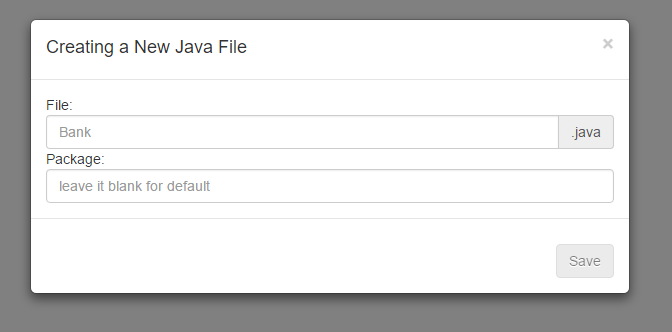 Creating a New Java File ×
File:
Bank .java
Package:
leave it blank for default
Save